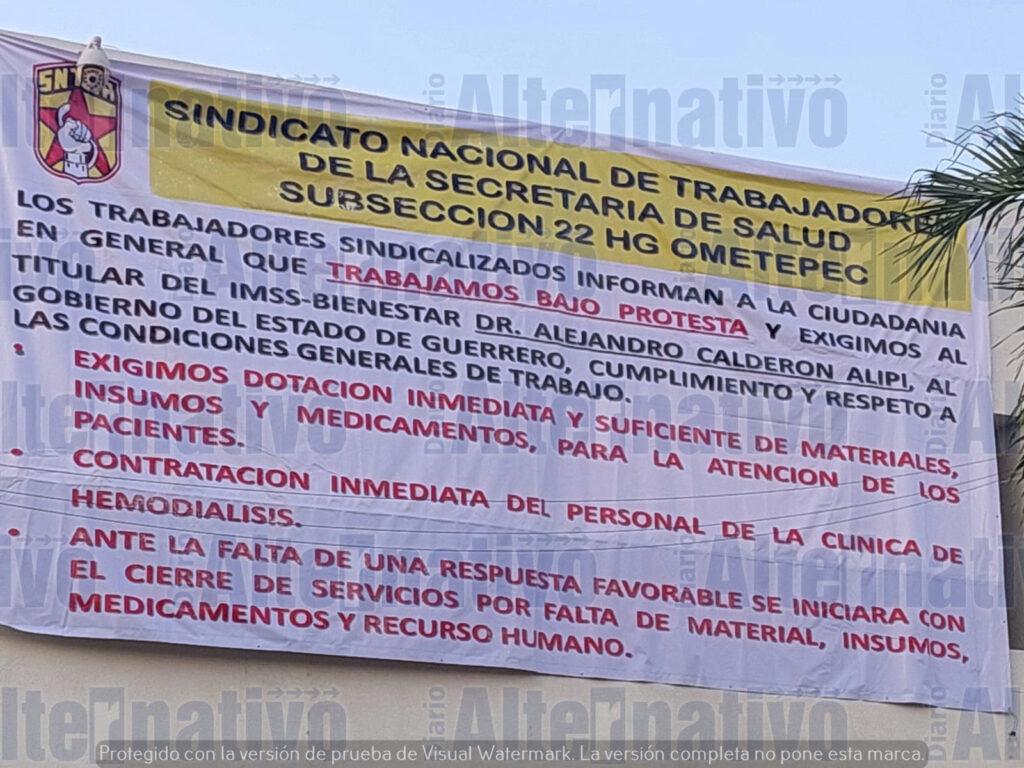 SNTSA
SINDICATO NACIONAL DE TRABAJADORES
DE LA SECRETARIA DE SALUD
SUBSECCION 22 HG OMETEPEC
LOS TRABAJADORES SINDICALIZADOS INFORMAN A LA CIUDADANIA
EN GENERAL QUE TRABAJAMOS BAJO PROTESTA Y EXIGIMOS AL
TITULAR DEL IMSS-BIENESTAR DR. ALEJANDRO CALDERON ALIPI, AL
GOBIERNO DEL ESTADO DE GUERRERO, CUMPLIMIENTO Y RESPETO A
LAS CONDICIONES GENERALES DE TRABAJO.
• EXIGIMOS DOTACION INMEDIATA Y SUFICIENTE DE MATERIALES,
INSUMOS Y MEDICAMENTOS, PARA LA ATENCION DE LOS
PACIENTES.
• CONTRATACION INMEDIATA DEL PERSONAL DE LA CLINICA DE
HEMODIALISIS.
• ANTE LA FALTA DE UNA RESPUESTA FAVORABLE SE INICIARA CON
EL CIERRE DE SERVICIOS POR FALTA DE MATERIAL, INSUMOS,
MEDICAMENTOS Y RECURSO HUMANO.
Diario Alternativo
Protegido con la versión de prueba de Visual Watermark. La versión completa no pone esta marca.